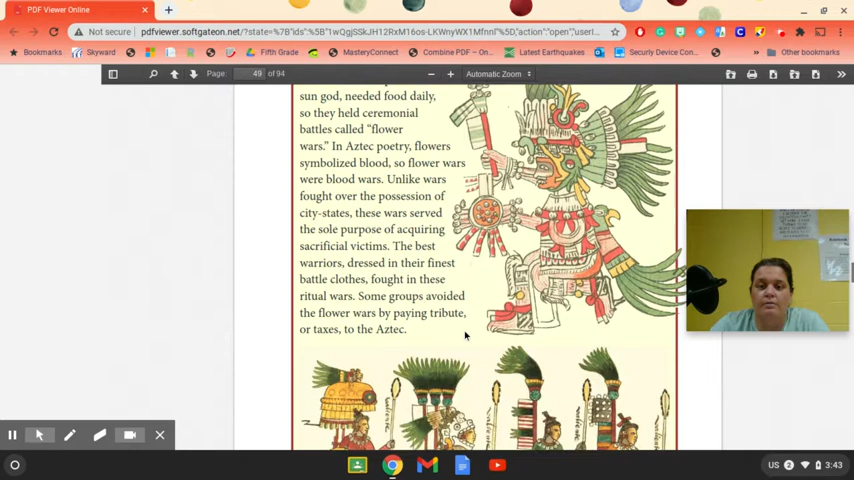 PDF Viewer Online
Not secure
pdfviewer.softgateon.net/?state=%7B"ids"%5B"1wQgjSSkJH12RxM16os-LKWnyWX1Mfnnl"%5D,"action":"open","userI...
Bookmarks
Skyward
Fifth Grade
MasteryConnect
Combine PDF – On...
Latest Earthquakes
Securly Device Con...
Other bookmarks
Page:
49
of 94
Automatic Zoom
sun god, needed food daily,
so they held ceremonial
battles called “flower
wars.” In Aztec poetry, flowers
symbolized blood, so flower wars
were blood wars. Unlike wars
fought over the possession of
city-states, these wars served
the sole purpose of acquiring
sacrificial victims. The best
warriors, dressed in their finest
battle clothes, fought in these
ritual wars. Some groups avoided
the flower wars by paying tribute,
or taxes, to the Aztec.
US
2
3:43